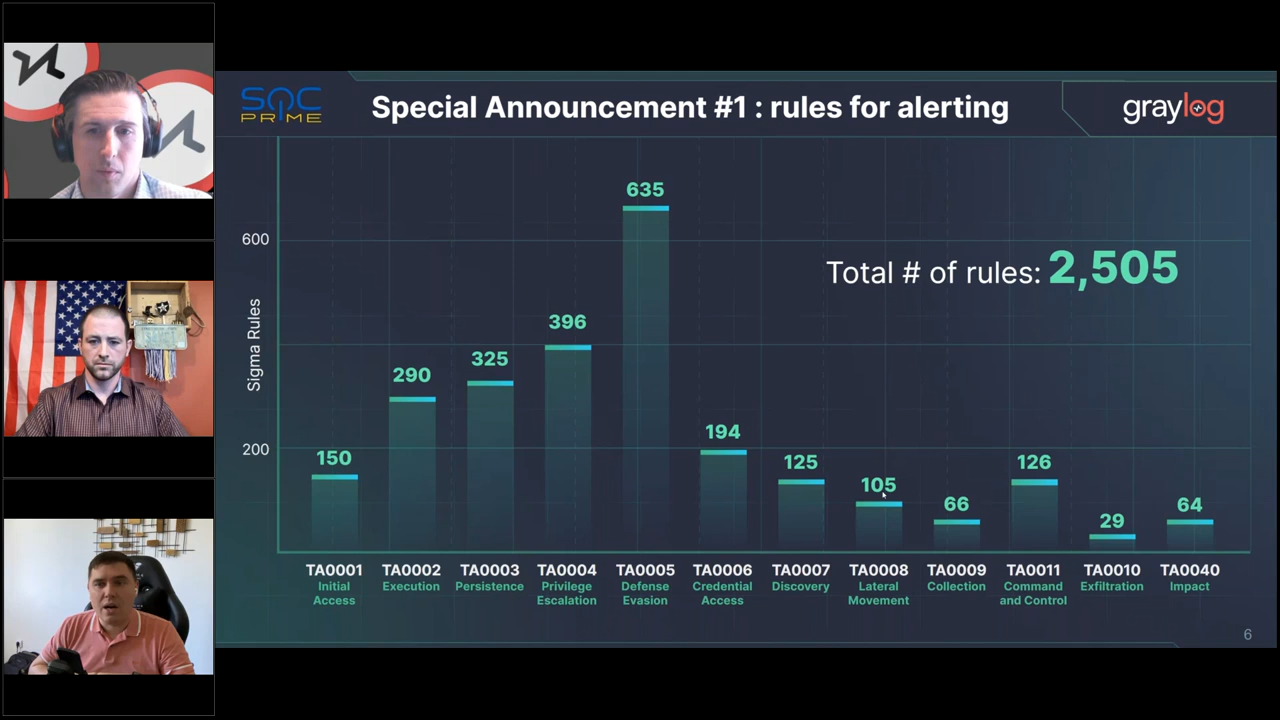 SOC PRIME
Special Announcement #1 : rules for alerting
graylog
Total # of rules: 2,505
Sigma Rules
600
200
150
290
325
396
635
194
125
105
66
126
29
64
TA0001
Initial
Access
TA0002
Execution
TA0003
Persistence
TA0004
Privilege
Escalation
TA0005
Defense
Evasion
TA0006
Credential
Access
TA0007
Discovery
TA0008
Lateral
Movement
TA0009
Collection
TA0011
Command
and Control
TA0010
Exfiltration
TA0040
Impact
6